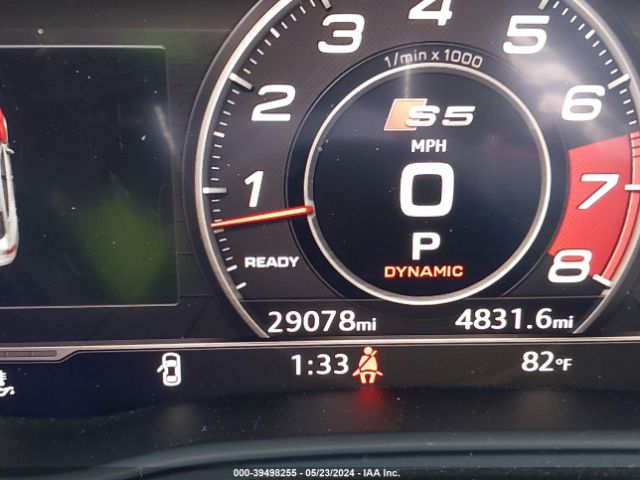 4
3 5
1/min x 1000
2 6
S5
MPH
1 0 7
P
READY DYNAMIC 8
29078mi 4831.6mi
1:33 82°F
000-39498255 - 05/23/2024 - IAA Inc.